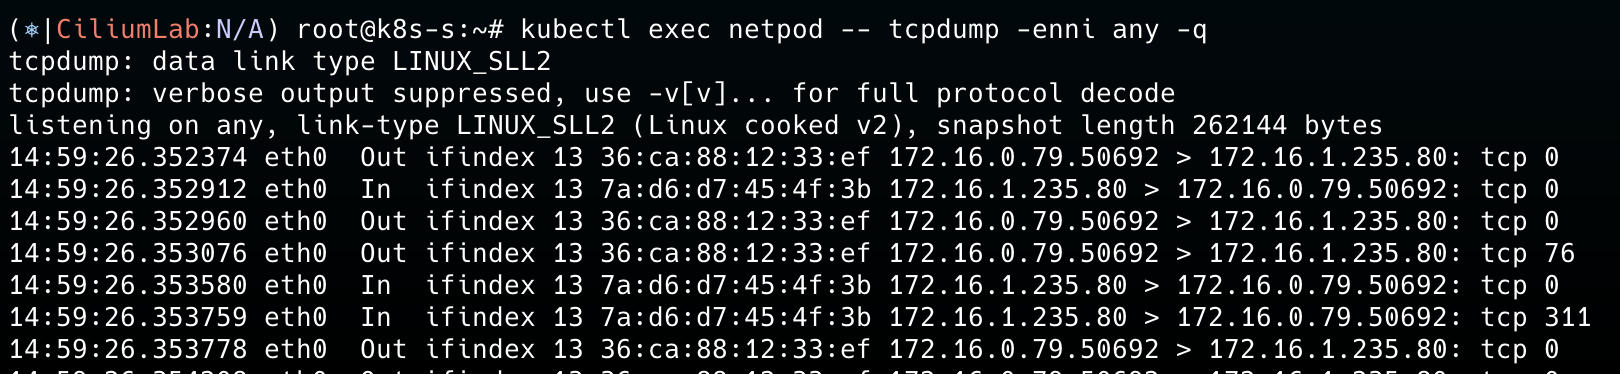 (⎈|CiliumLab:N/A) root@k8s-s:~# kubectl exec netpod -- tcpdump -enni any -q
tcpdump: data link type LINUX_SLL2
tcpdump: verbose output suppressed, use -v[v]... for full protocol decode
listening on any, link-type LINUX_SLL2 (Linux cooked v2), snapshot length 262144 bytes
14:59:26.352374 eth0  Out ifindex 13 36:ca:88:12:33:ef 172.16.0.79.50692 > 172.16.1.235.80: tcp 0
14:59:26.352912 eth0  In  ifindex 13 7a:d6:d7:45:4f:3b 172.16.1.235.80 > 172.16.0.79.50692: tcp 0
14:59:26.352960 eth0  Out ifindex 13 36:ca:88:12:33:ef 172.16.0.79.50692 > 172.16.1.235.80: tcp 0
14:59:26.353076 eth0  Out ifindex 13 36:ca:88:12:33:ef 172.16.0.79.50692 > 172.16.1.235.80: tcp 76
14:59:26.353580 eth0  In  ifindex 13 7a:d6:d7:45:4f:3b 172.16.1.235.80 > 172.16.0.79.50692: tcp 0
14:59:26.353759 eth0  In  ifindex 13 7a:d6:d7:45:4f:3b 172.16.1.235.80 > 172.16.0.79.50692: tcp 311
14:59:26.353778 eth0  Out ifindex 13 36:ca:88:12:33:ef 172.16.0.79.50692 > 172.16.1.235.80: tcp 0